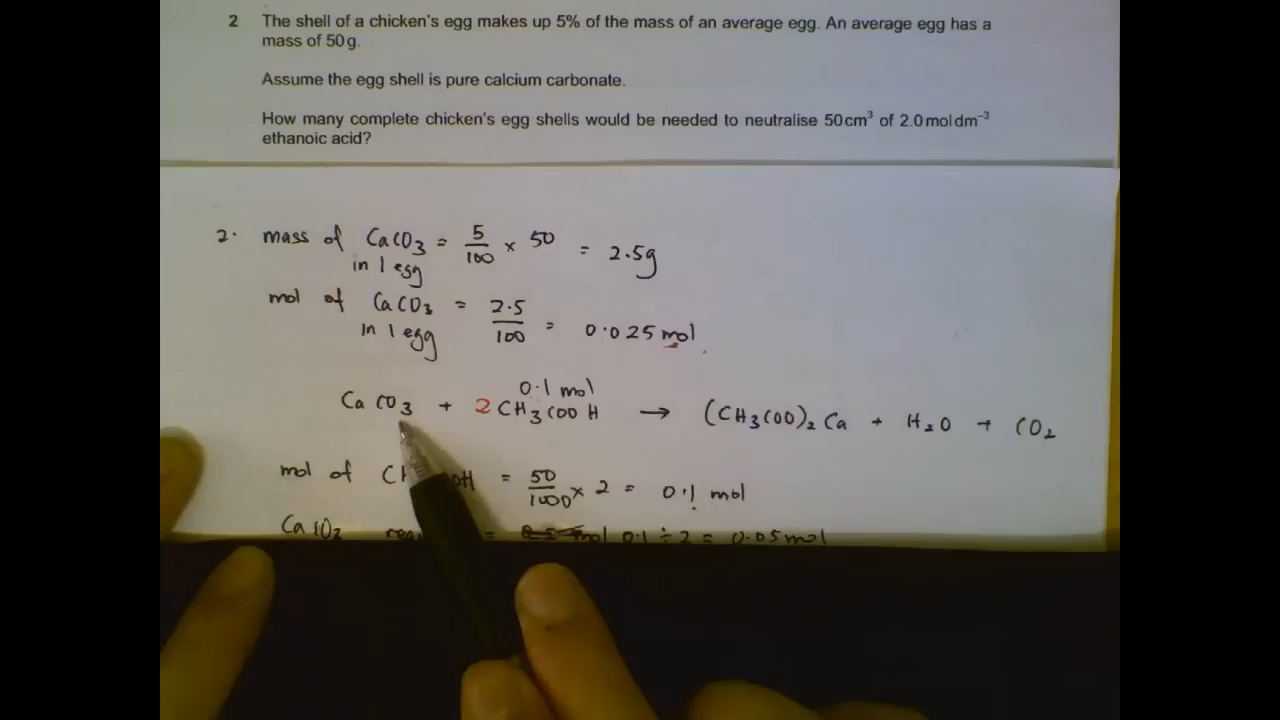 2 The shell of a chicken's egg makes up 5% of the mass of an average egg. An average egg has a
mass of 50 g.
Assume the egg shell is pure calcium carbonate.
How many complete chicken's egg shells would be needed to neutralise 50 cm³ of 2.0 mol dm⁻³
ethanoic acid?
2. mass of CaCO₃ = 5/100 × 50 = 2.5g
in 1 egg
mol of CaCO₃ = 2.5/100 = 0.025 mol
in 1 egg
0.1 mol
CaCO₃ + 2 CH₃COOH → (CH₃COO)₂Ca + H₂O + CO₂
mol of = 50/1000 × 2 = 0.1 mol
CaCO₃ = 0.1 ÷ 2 = 0.05 mol